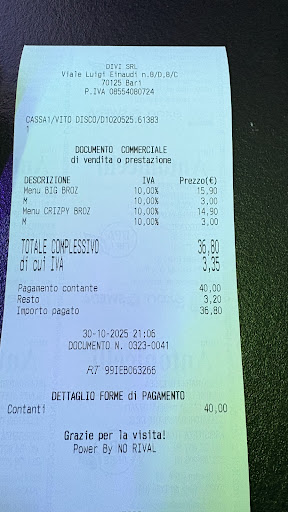 DIVI SRL
Viale Luigi Einaudi n.8/D,8/C
70125 Bari
P.IVA 08554080724
CASSA1/VITO DISCO/D1020525.61383
1
DOCUMENTO COMMERCIALE
di vendita o prestazione
DESCRIZIONE IVA Prezzo(€)
Menu BIG BROZ 10,00% 15,90
M 10,00% 3,00
Menu CRIZPY BROZ 10,00% 14,90
M 10,00% 3,00
TOTALE COMPLESSIVO 36,80
di cui IVA 3,35
Pagamento contante 40,00
Resto 3,20
Importo pagato 36,80
30-10-2025 21:06
DOCUMENTO N. 0323-0041
RT 99IEB063266
DETTAGLIO FORME di PAGAMENTO
Contanti 40,00
Grazie per la visita!
Power By NO RIVAL